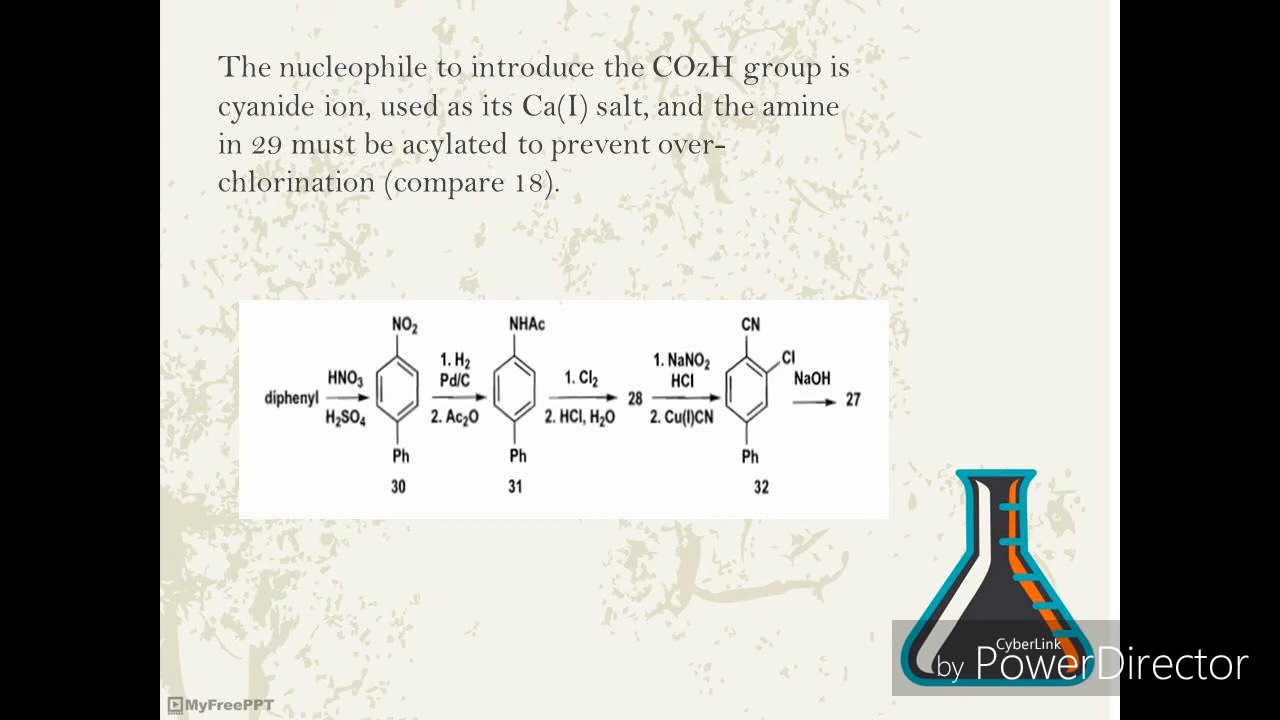 The nucleophile to introduce the COzH group is
cyanide ion, used as its Ca(I) salt, and the amine
in 29 must be acylated to prevent over-
chlorination (compare 18).
NO2
NHAc
CN
diphenyl
HNO3
H2SO4
1. H2
Pd/C
2. Ac2O
1. Cl2
2. HCl, H2O
28
1. NaNO2
HCl
2. Cu(I)CN
Cl
NaOH
27
Ph
Ph
Ph
30
31
32
CyberLink
by PowerDirector
MyFreePPT